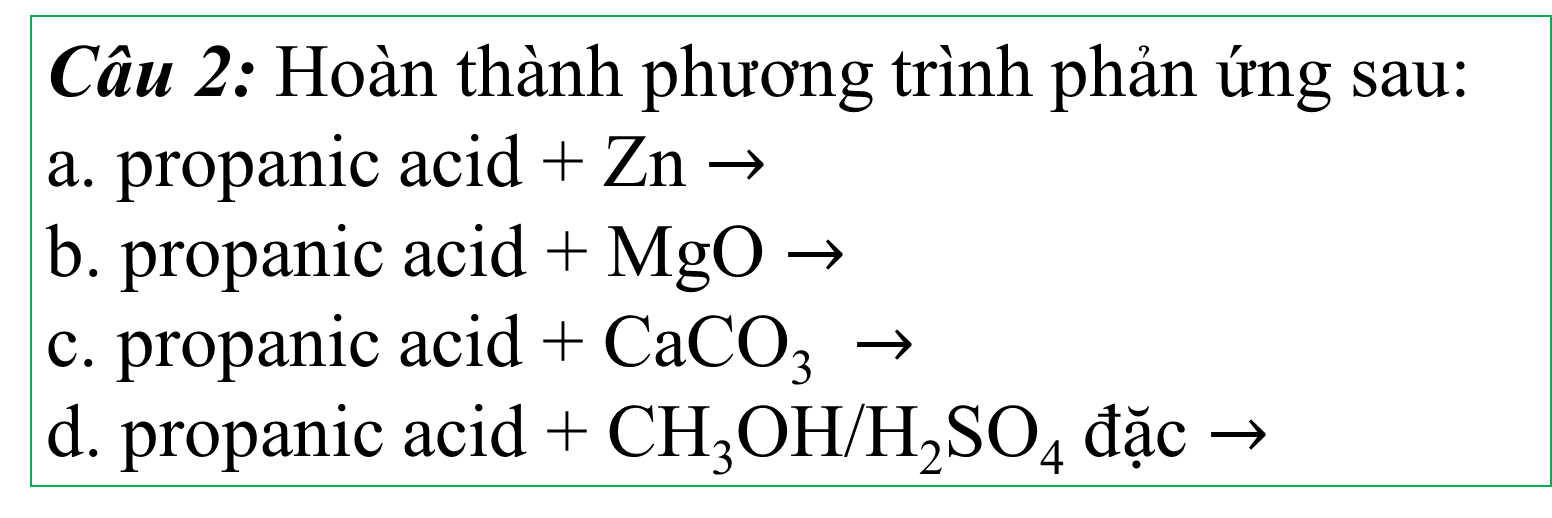 Câu 2: Hoàn thành phương trình phản ứng sau:
a. propanic acid + Zn →
b. propanic acid + MgO →
c. propanic acid + CaCO₃ →
d. propanic acid + CH₃OH/H₂SO₄ đặc →